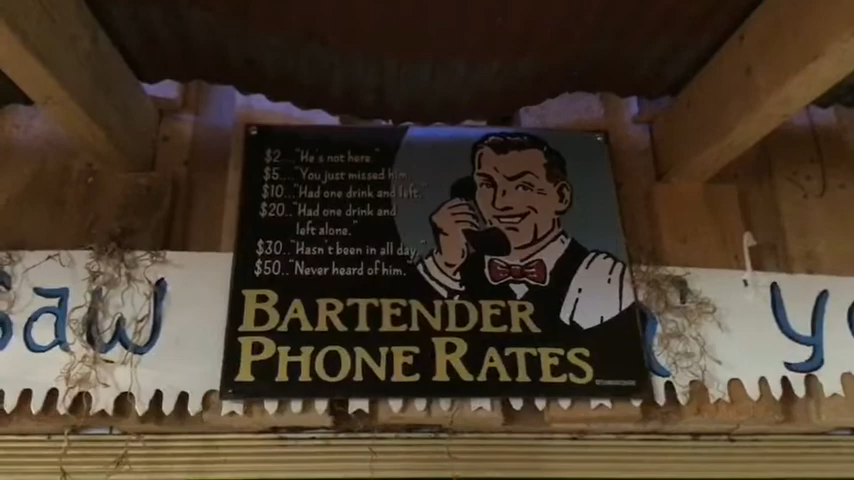 $2...."He's not here."
$5..."You just missed him.
$10..."Had one drink and left."
$20..."Had one drink and
left alone."
$30..."Hasn't been in all day."
$50..."Never heard of him."
BARTENDER
PHONE RATES
saw